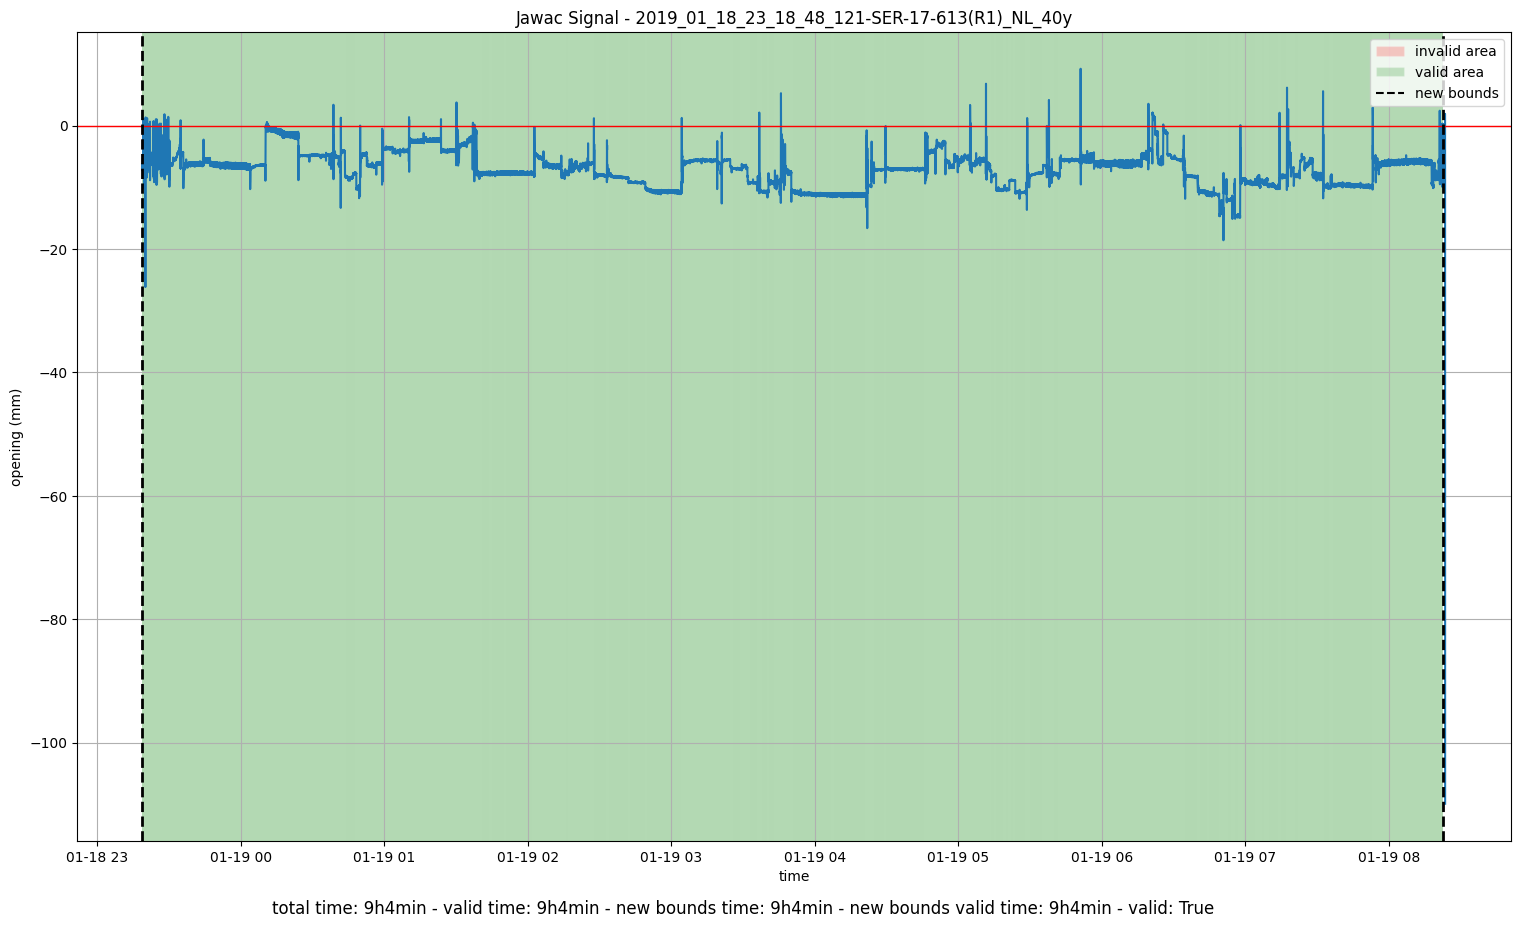 Jawac Signal - 2019_01_18_23_18_48_121-SER-17-613(R1)_NL_40y
invalid area
valid area
new bounds
0
−20
−40
−60
−80
−100
opening (mm)
01-18 23
01-19 00
01-19 01
01-19 02
01-19 03
01-19 04
01-19 05
01-19 06
01-19 07
01-19 08
time
total time: 9h4min - valid time: 9h4min - new bounds time: 9h4min - new bounds valid time: 9h4min - valid: True